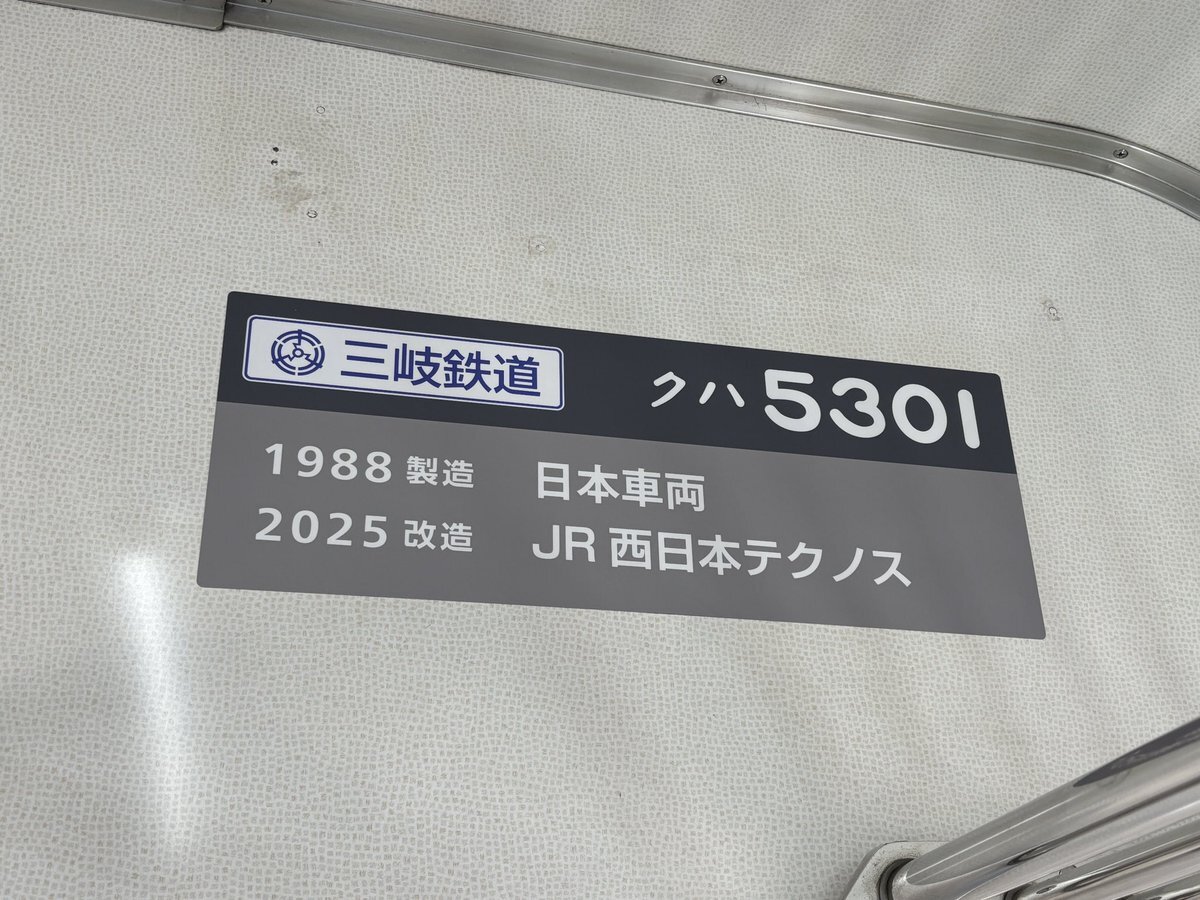 三岐鉄道 クハ5301
1988 製造 日本車両
2025 改造 JR 西日本テクノス